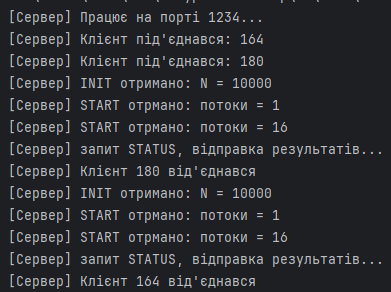 [Сервер] Працює на порті 1234...
[Сервер] Клієнт під'єднався: 164
[Сервер] Клієнт під'єднався: 180
[Сервер] INIT отримано: N = 10000
[Сервер] START отрмано: потоки = 1
[Сервер] START отрмано: потоки = 16
[Сервер] запит STATUS, відправка результатів...
[Сервер] Клієнт 180 від'єднався
[Сервер] INIT отримано: N = 10000
[Сервер] START отрмано: потоки = 1
[Сервер] START отрмано: потоки = 16
[Сервер] запит STATUS, відправка результатів...
[Сервер] Клієнт 164 від'єднався